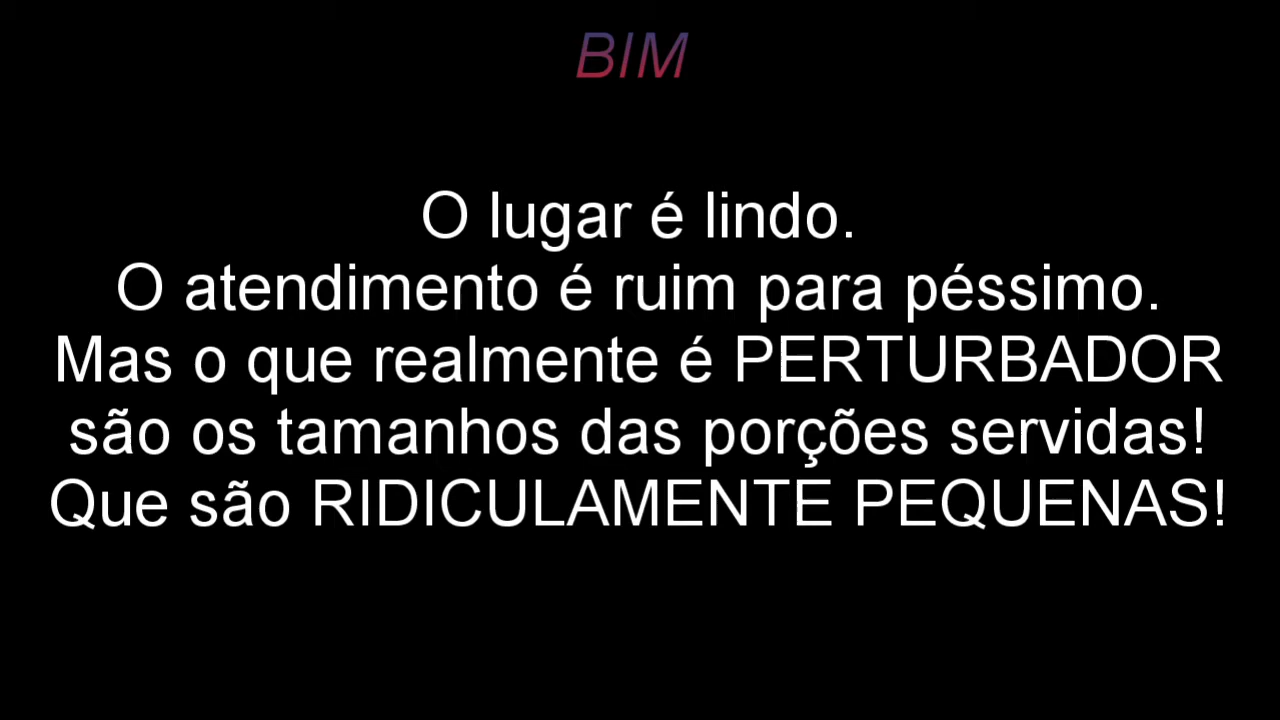 BIM
O lugar é lindo.
O atendimento é ruim para péssimo.
Mas o que realmente é PERTURBADOR
são os tamanhos das porções servidas!
Que são RIDICULAMENTE PEQUENAS!